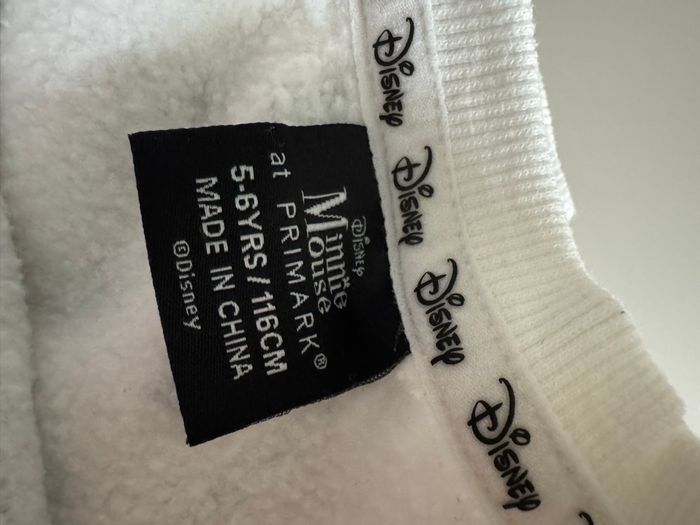 Disney
Minnie
Mouse
at PRIMARK®
5-6YRS/116CM
MADE IN CHINA
©Disney
Disney
Disney
Disney
Disney